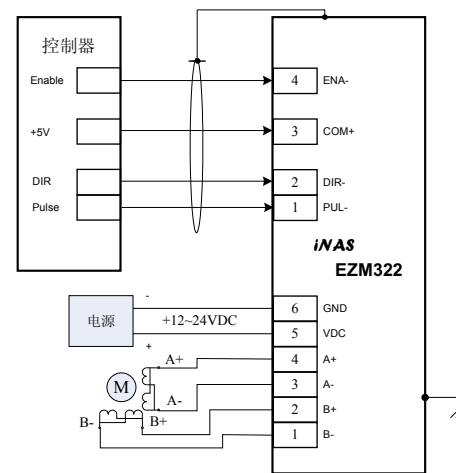 控制器
Enable 4 ENA-
+5V 3 COM+
DIR 2 DIR-
Pulse 1 PUL-
iNAS
EZM322
电源 - +12~24VDC +
6 GND
5 VDC
A+ 4 A+
M 3 A-
A- 2 B+
B- B+ 1 B-